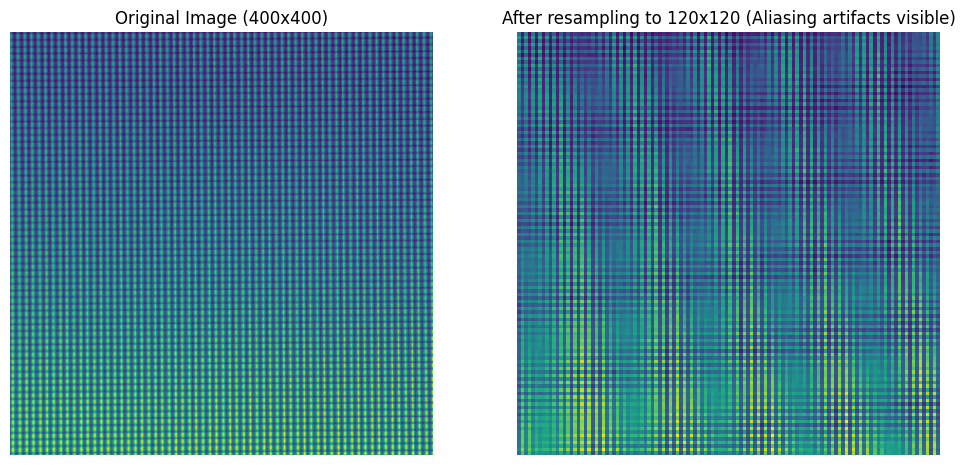 Original Image (400x400)
After resampling to 120x120 (Aliasing artifacts visible)